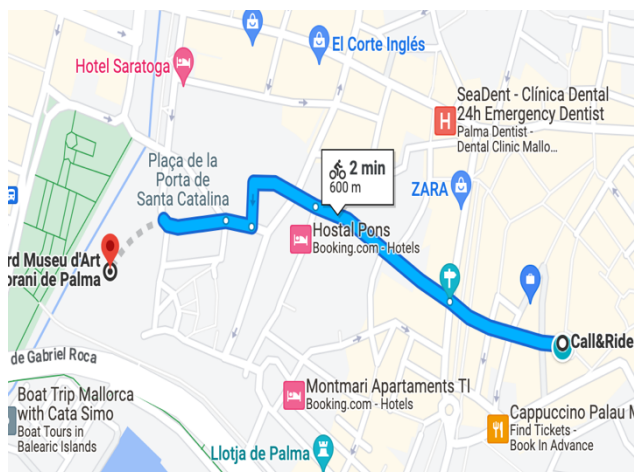 El Corte Inglés
Hotel Saratoga
SeaDent - Clínica Dental
24h Emergency Dentist
Palma Dentist -
Dental Clinic Mallo...
H
Plaça de la
Porta de
Santa Catalina
2 min
600 m
ZARA
Hostal Pons
Booking.com - Hotels
rd Museu d'Art
orani de Palma
Call&Ride
de Gabriel Roca
Boat Trip Mallorca
with Cata Simo
Boat Tours in
Balearic Islands
Montmari Apartaments TI
Booking.com - Hotels
Cappuccino Palau M
Find Tickets -
Book In Advance
Llotja de Palma